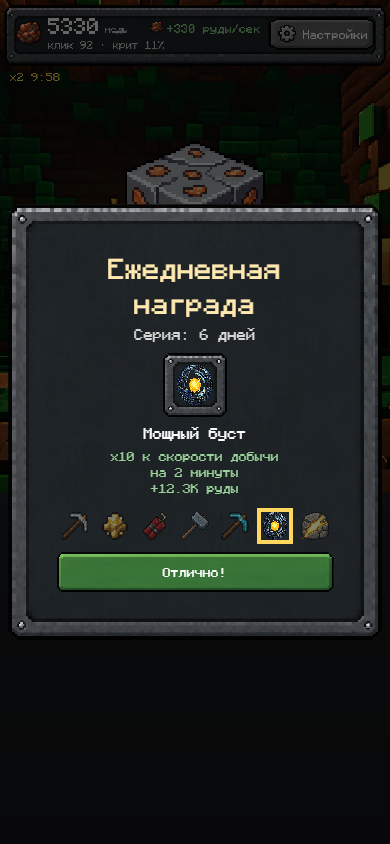 5330 медь
+330 руды/сек
Настройки
клик 92 · крит 11%
x2 9:58
Ежедневная
награда
Серия: 6 дней
Мощный буст
x10 к скорости добычи
на 2 минуты
+12.3K руды
Отлично!